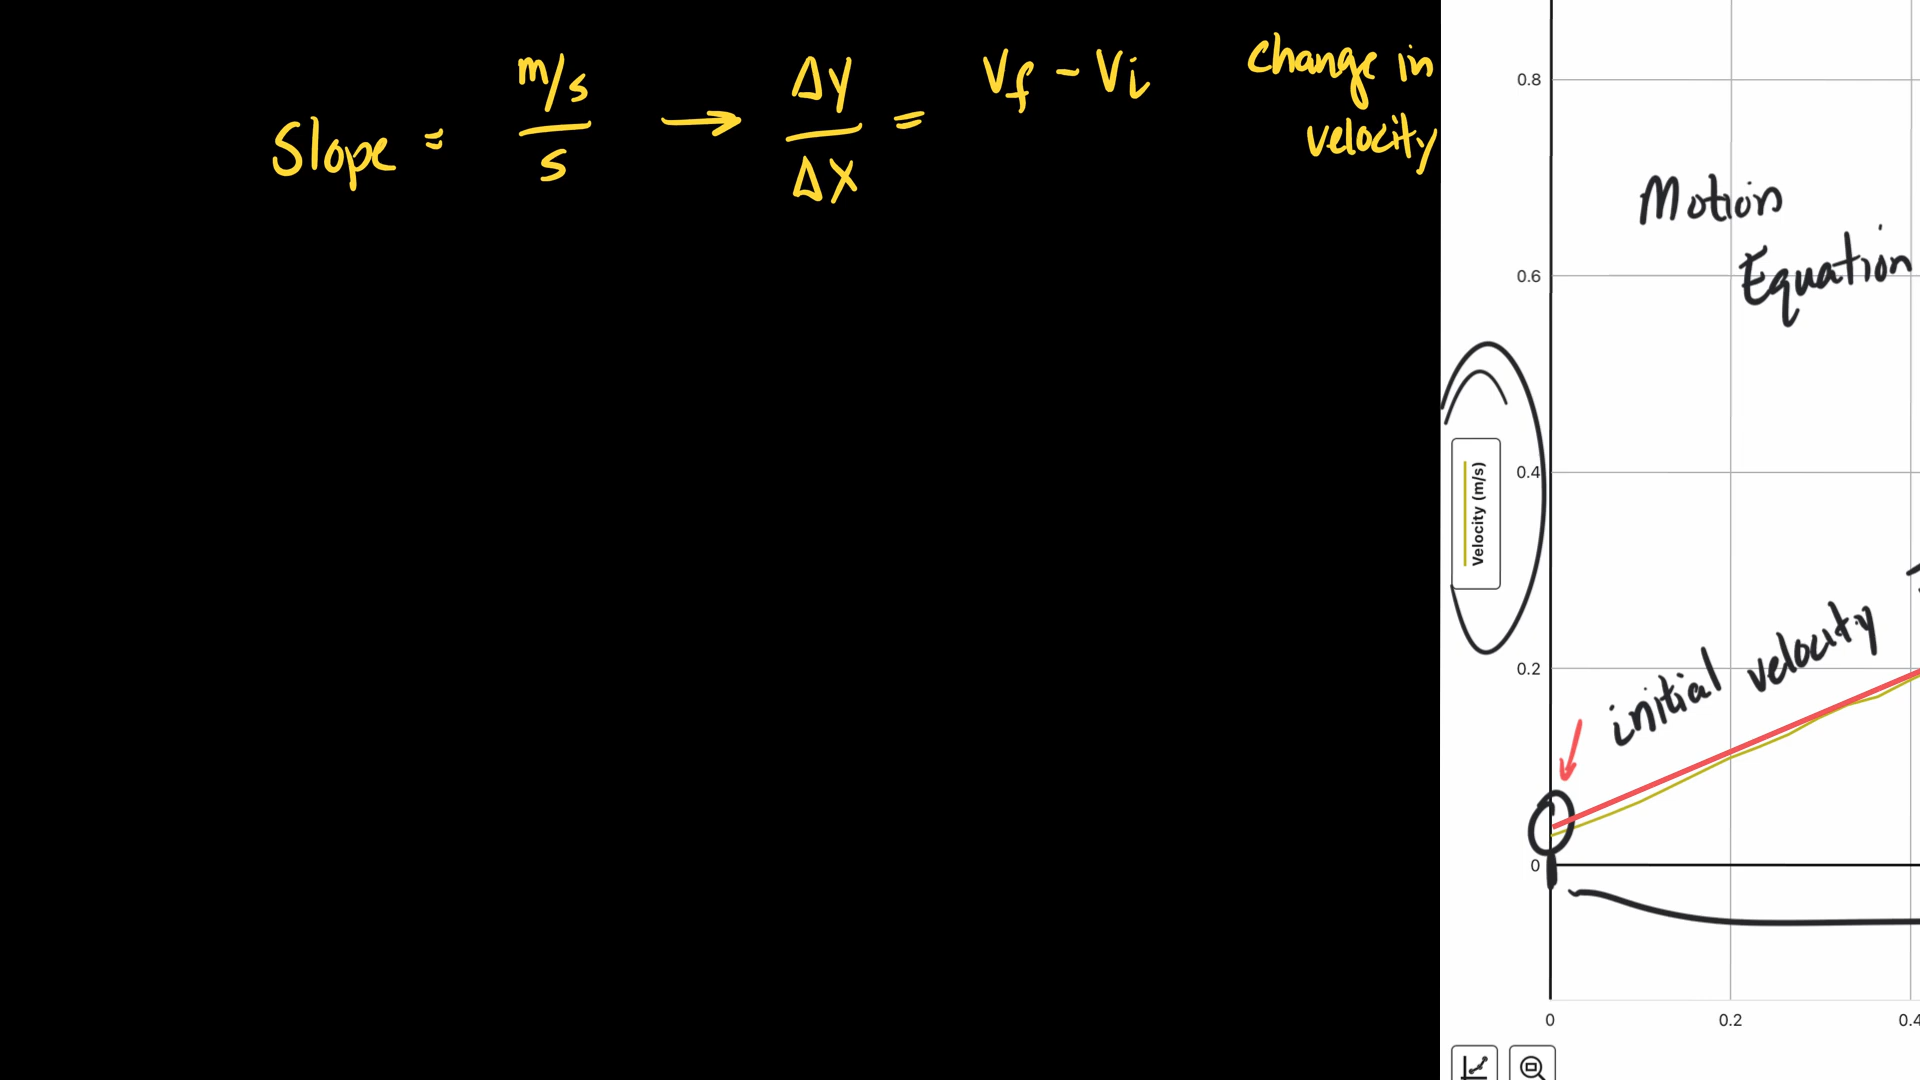 Slope = m/s / s → Δy / Δx = Vf - Vi
change in
velocity
Motion
Equation
0.8
0.6
0.4
0.2
0
Velocity (m/s)
initial velocity
0 0.2 0.4